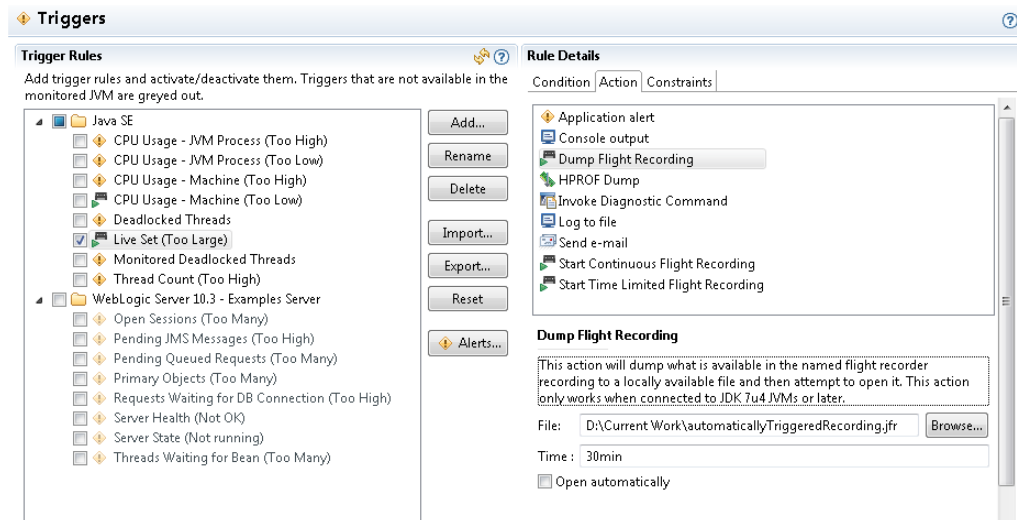 Triggers
Trigger Rules
Add trigger rules and activate/deactivate them. Triggers that are not available in the
monitored JVM are greyed out.
Java SE
CPU Usage - JVM Process (Too High)
CPU Usage - JVM Process (Too Low)
CPU Usage - Machine (Too High)
CPU Usage - Machine (Too Low)
Deadlocked Threads
Live Set (Too Large)
Monitored Deadlocked Threads
Thread Count (Too High)
WebLogic Server 10.3 - Examples Server
Open Sessions (Too Many)
Pending JMS Messages (Too High)
Pending Queued Requests (Too Many)
Primary Objects (Too Many)
Requests Waiting for DB Connection (Too High)
Server Health (Not OK)
Server State (Not running)
Threads Waiting for Bean (Too Many)
Add...
Rename
Delete
Import...
Export...
Reset
Alerts...
Rule Details
Condition Action Constraints
Application alert
Console output
Dump Flight Recording
HPROF Dump
Invoke Diagnostic Command
Log to file
Send e-mail
Start Continuous Flight Recording
Start Time Limited Flight Recording
Dump Flight Recording
This action will dump what is available in the named flight recorder
recording to a locally available file and then attempt to open it. This action
only works when connected to JDK 7u4 JVMs or later.
File: D:\Current Work\automaticallyTriggeredRecording.jfr Browse...
Time : 30min
Open automatically